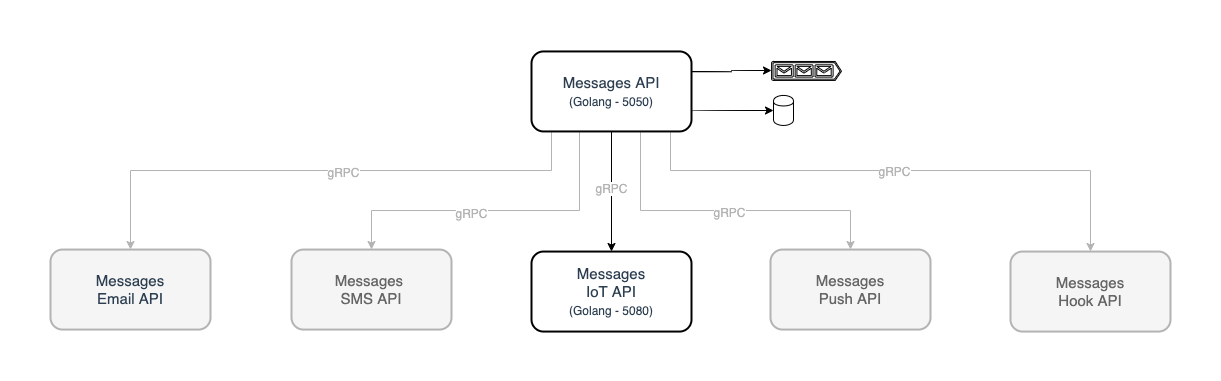 Messages API
(Golang - 5050)
gRPC
gRPC
gRPC
gRPC
gRPC
Messages
Email API
Messages
SMS API
Messages
IoT API
(Golang - 5080)
Messages
Push API
Messages
Hook API